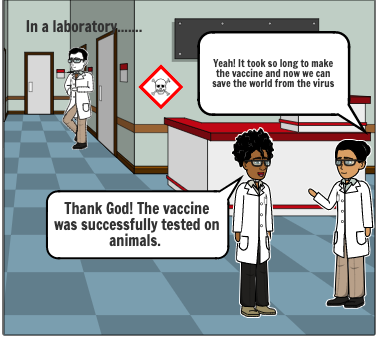 In a laboratory.......
Yeah! It took so long to make
the vaccine and now we can
save the world from the virus
Thank God! The vaccine
was successfully tested on
animals.